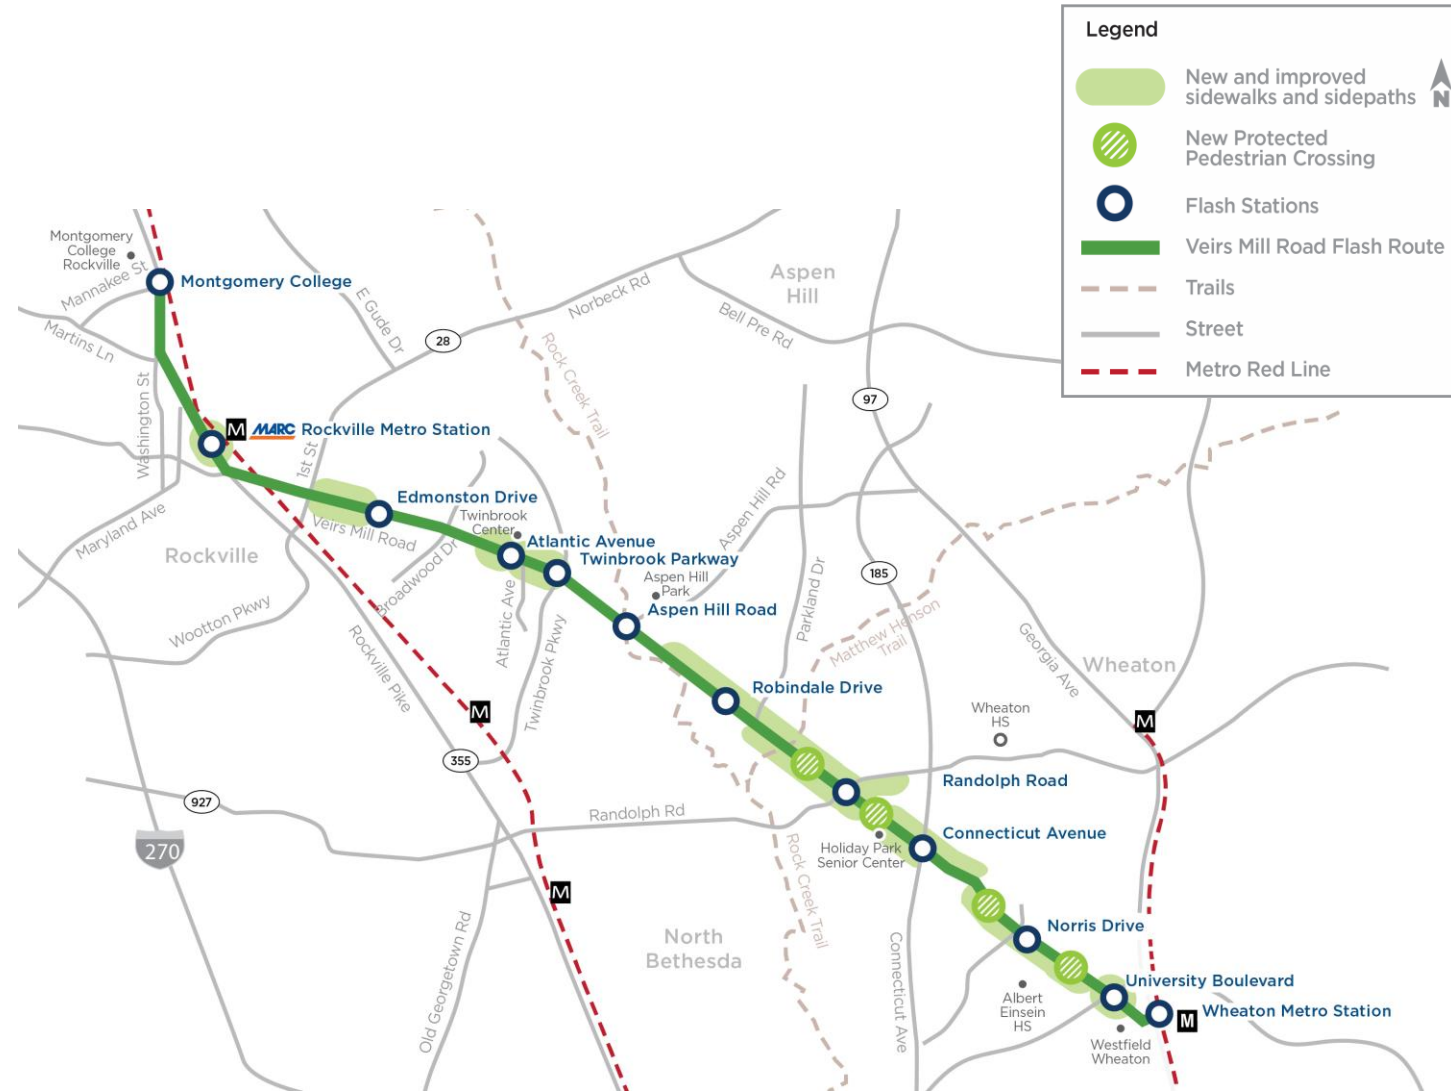 Legend
New and improved
sidewalks and sidepaths
N
New Protected
Pedestrian Crossing
Flash Stations
Veirs Mill Road Flash Route
Trails
Street
Metro Red Line
Montgomery
College
Rockville
Mannakee St
Montgomery College
Martins Ln
Washington St
E Gude Dr
28
Norbeck Rd
Aspen
Hill
Bell Pre Rd
Rock Creek Trail
97
M
MARC
Rockville Metro Station
1st St
Maryland Ave
Rockville
Veirs Mill Road
Edmonston Drive
Twinbrook
Center
Atlantic Avenue
Twinbrook Parkway
Broadwood Dr
Atlantic Ave
Twinbrook Pkwy
Aspen Hill Rd
Aspen Hill
Park
Aspen Hill Road
Parkland Dr
185
Matthew Henson
Trail
Georgia Ave
Wheaton
Wootton Pkwy
Rockville Pike
Robindale Drive
M
355
Wheaton
HS
M
927
270
Randolph Rd
Randolph Road
Connecticut Avenue
Holiday Park
Senior Center
Rock Creek Trail
M
Old Georgetown Rd
North
Bethesda
Connecticut Ave
Norris Drive
Albert
Einsein
HS
University Boulevard
Wheaton Metro Station
M
Westfield
Wheaton